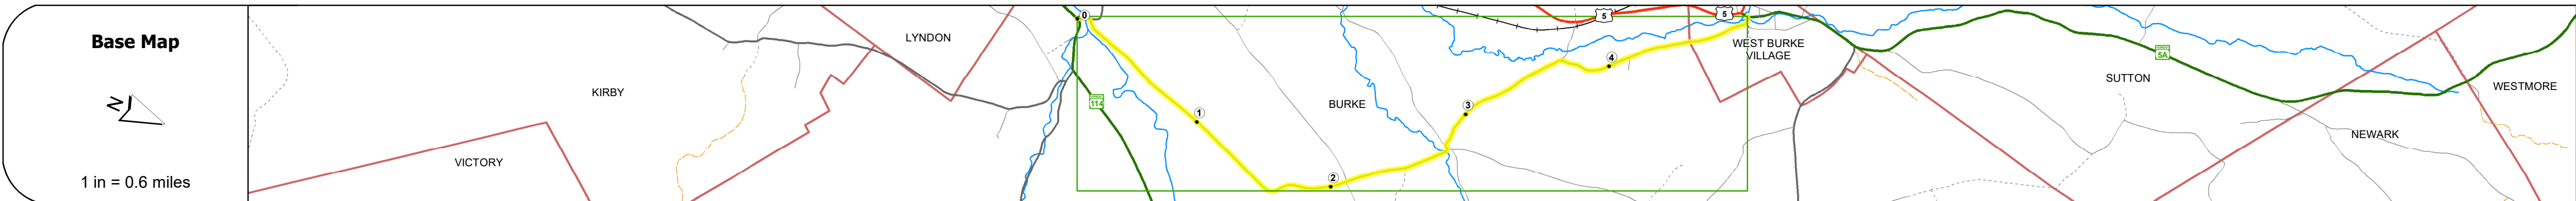 Base Map
N
1 in = 0.6 miles
VICTORY
KIRBY
LYNDON
0
114
1
2
BURKE
3
4
5
5
WEST BURKE
VILLAGE
SUTTON
5A
NEWARK
WESTMORE